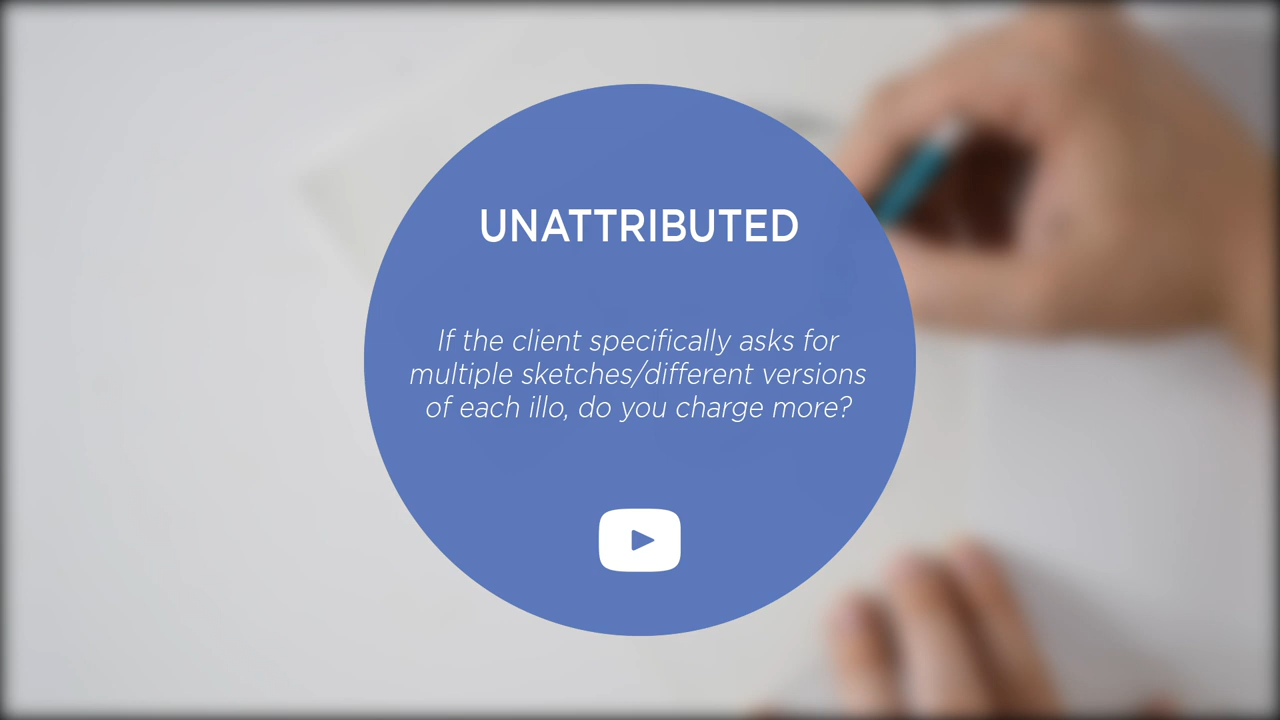 UNATTRIBUTED
If the client specifically asks for
multiple sketches/different versions
of each illo, do you charge more?